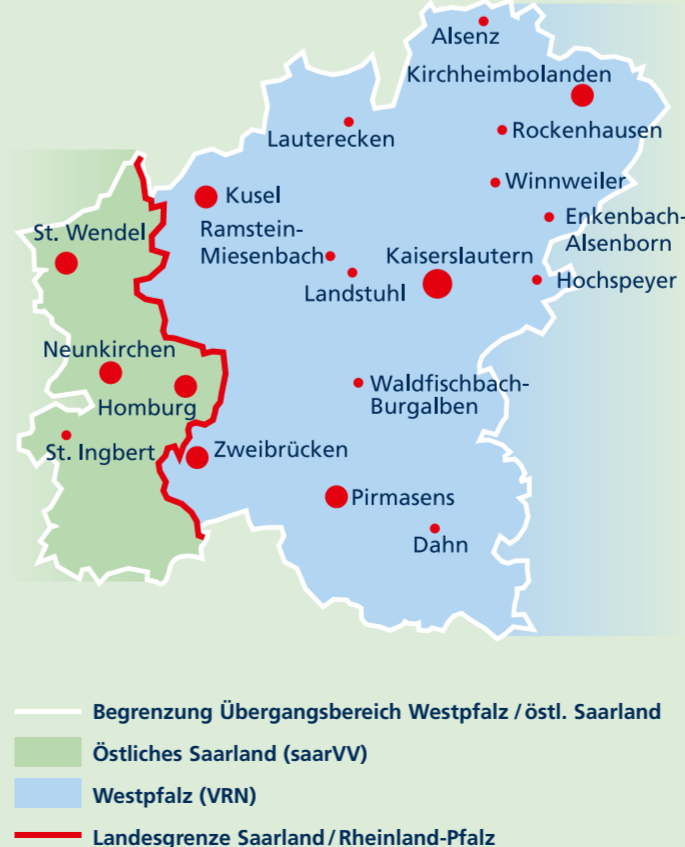 Alsenz
Kirchheimbolanden
Lauterecken
Rockenhausen
Winnweiler
Kusel
Enkenbach-
Alsenborn
St. Wendel
Ramstein-
Miesenbach
Kaiserslautern
Hochspeyer
Landstuhl
Neunkirchen
Homburg
Waldfischbach-
Burgalben
St. Ingbert
Zweibrücken
Pirmasens
Dahn
Begrenzung Übergangsbereich Westpfalz / östl. Saarland
Östliches Saarland (saarVV)
Westpfalz (VRN)
Landesgrenze Saarland / Rheinland-Pfalz